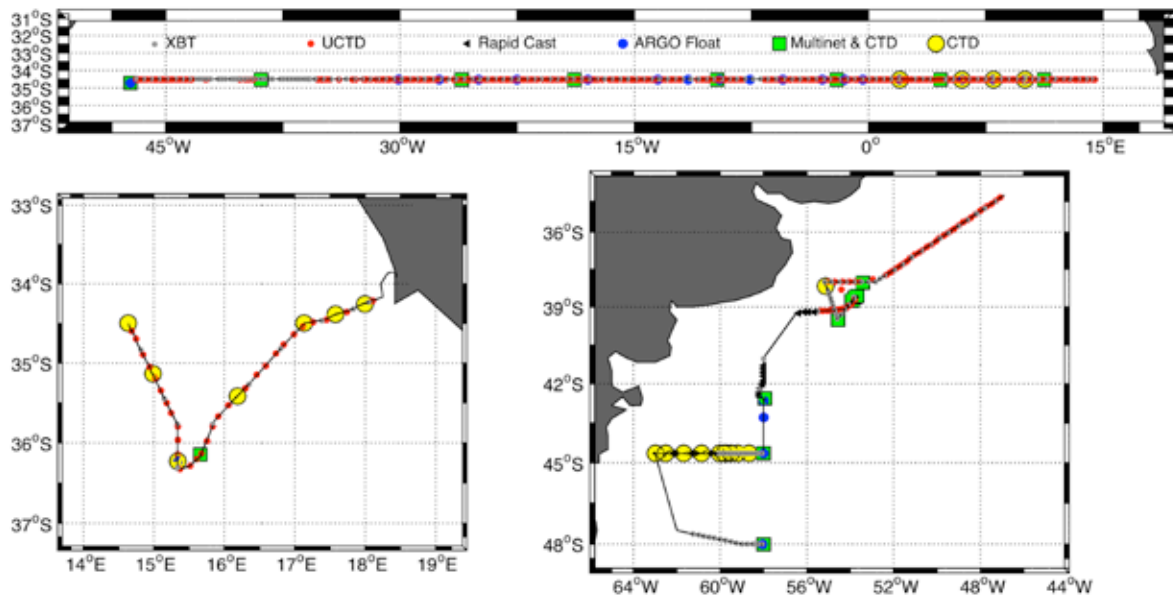 31°S
XBT UCTD Rapid Cast ARGO Float Multinet & CTD CTD
32°S
33°S
34°S
35°S
36°S
37°S
45°W 30°W 15°W 0° 15°E
33°S
34°S
35°S
36°S
37°S
14°E 15°E 16°E 17°E 18°E 19°E
36°S
39°S
42°S
45°S
48°S
64°W 60°W 56°W 52°W 48°W 44°W